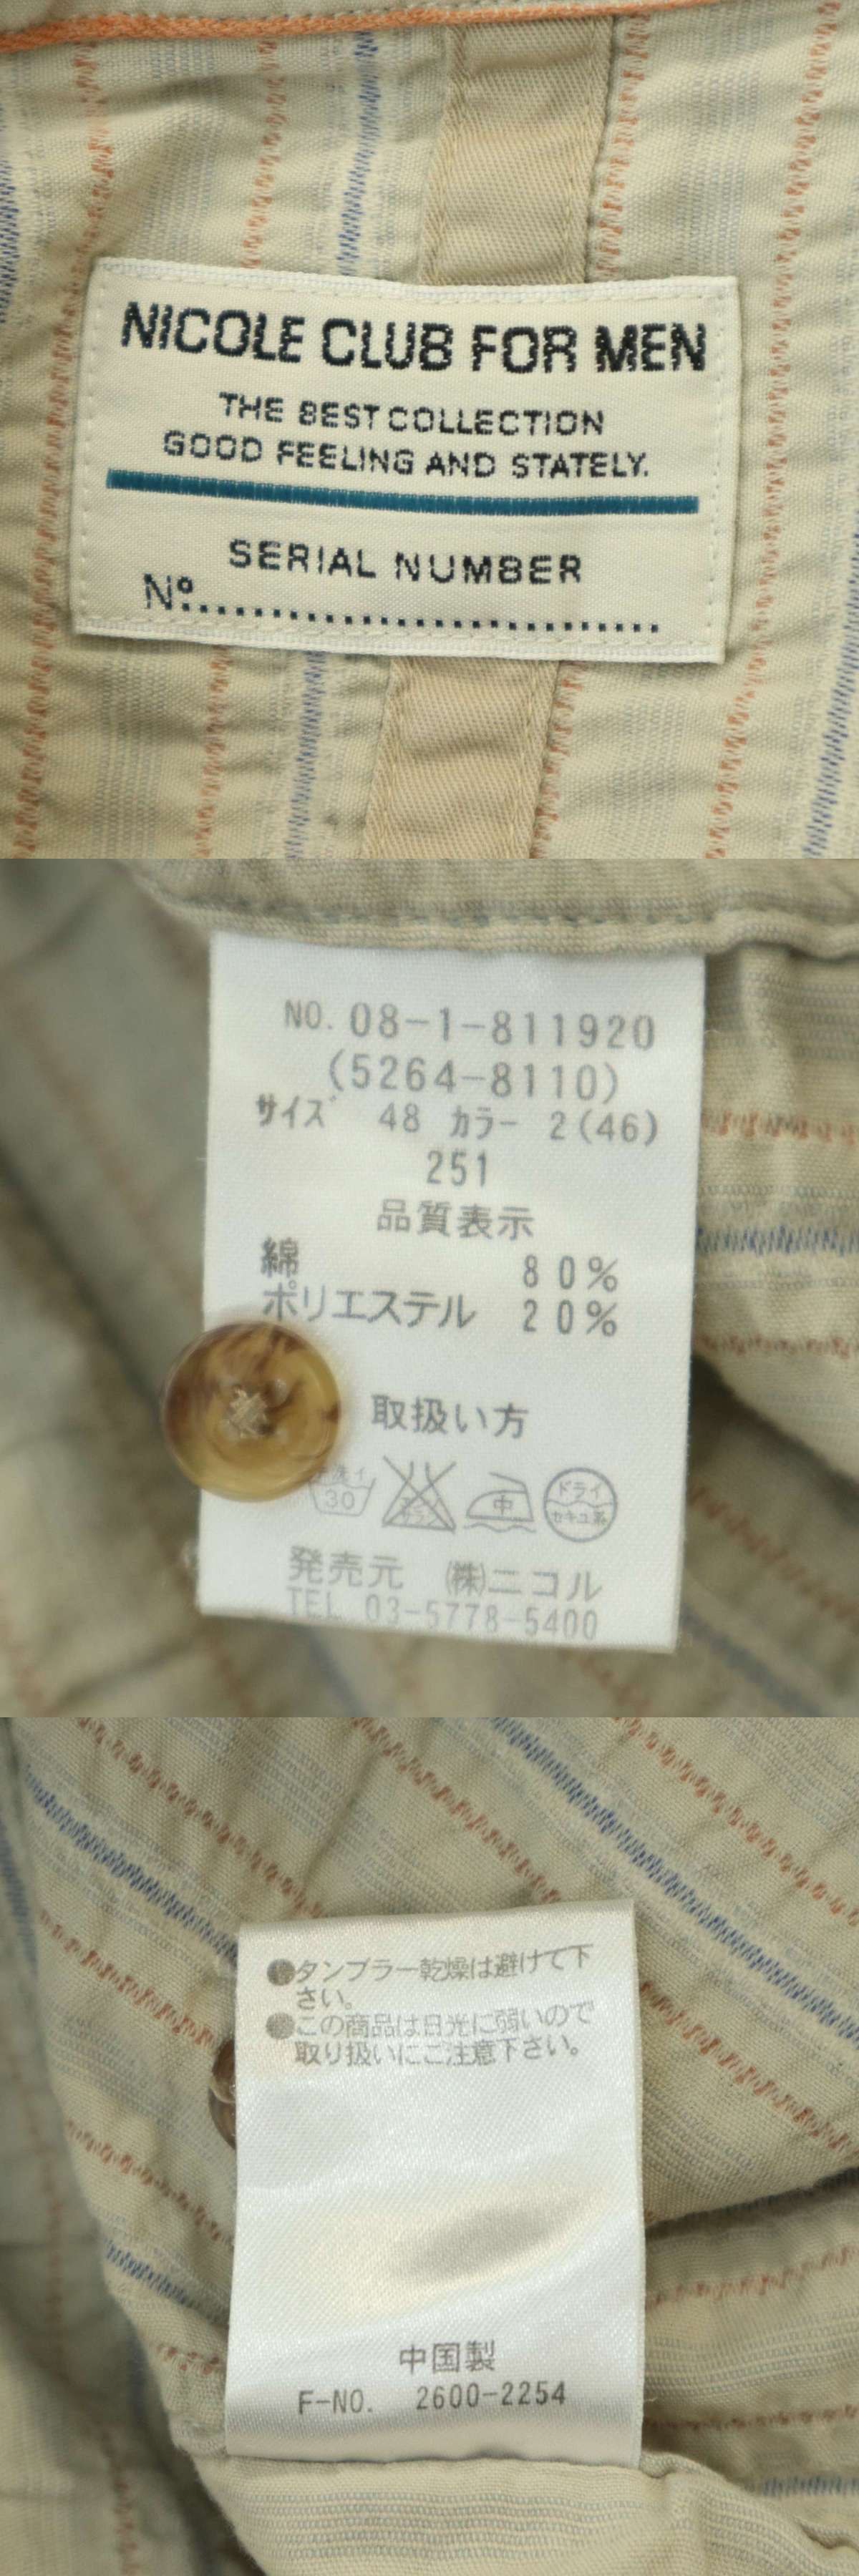 NICOLE CLUB FOR MEN
THE BEST COLLECTION
GOOD FEELING AND STATELY.
SERIAL NUMBER
Nº...............................
NO. 08-1-811920
(5264-8110)
サイズ 48 カラー 2(46)
251
品質表示
綿 80%
ポリエステル 20%
取扱い方
30 中 ドライ
セキユ系
発売元 ㈱ニコル
TEL 03-5778-5400
●タンブラー乾燥は避けて下
さい。
●この商品は日光に弱いので
取り扱いにご注意下さい。
中国製
F-NO. 2600-2254